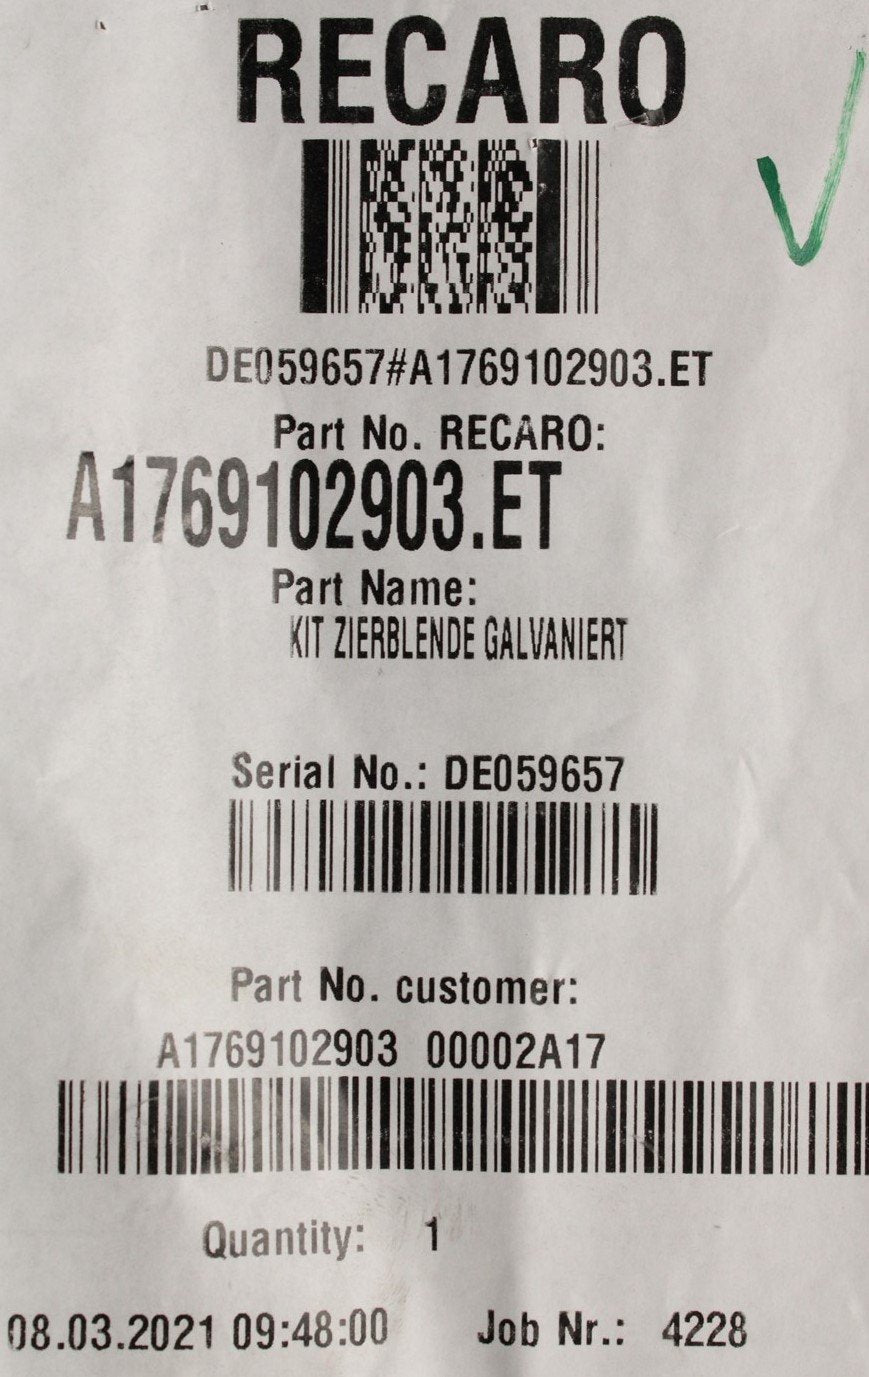 RECARO
DE059657#A1769102903.ET
Part No. RECARO:
A1769102903.ET
Part Name:
KIT ZIERBLENDE GALVANIERT
Serial No.: DE059657
Part No. customer:
A1769102903 00002A17
Quantity: 1
08.03.2021 09:48:00 Job Nr.: 4228